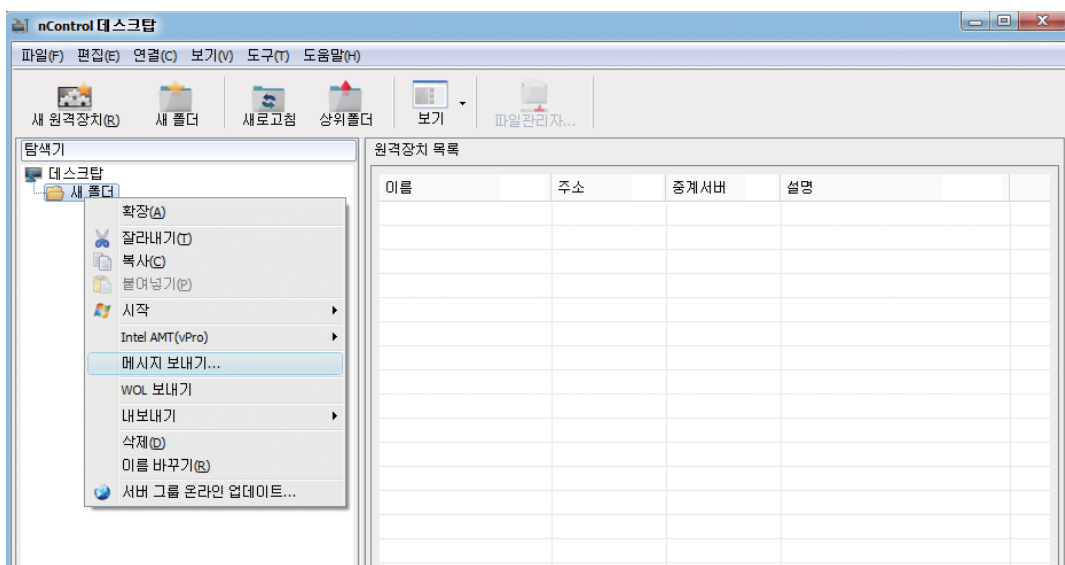 nControl 데스크탑
파일(F) 편집(E) 연결(C) 보기(V) 도구(T) 도움말(H)
새 원격장치(R) 새 폴더 새로고침 상위폴더 보기 파일관리자...
탐색기
원격장치 목록
데스크탑
새 폴더
이름 주소 중계서버 설명
확장(A)
잘라내기(T)
복사(C)
붙여넣기(P)
시작
Intel AMT(vPro)
메시지 보내기...
WOL 보내기
내보내기
삭제(D)
이름 바꾸기(R)
서버 그룹 온라인 업데이트...